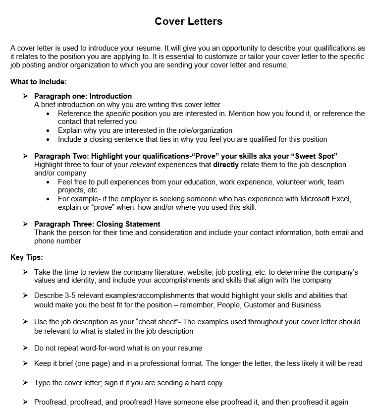 Cover Letters
A cover letter is used to introduce your resume. It will give you an opportunity to describe your qualifications as
it relates to the position you are applying to. It is essential to customize or tailor your cover letter to the specific
job posting and/or organization to which you are sending your cover letter and resume.
What to Include:
➢ Paragraph one: Introduction
A brief introduction on why you are writing this cover letter
• Reference the specific position you are interested in. Mention how you found it, or reference the
contact that referred you
• Explain why you are interested in the role/organization
• Include a closing sentence that ties in why you feel you are qualified for this position
➢ Paragraph Two: Highlight your qualifications-"Prove" your skills aka your "Sweet Spot"
Highlight three to four of your relevant experiences that directly relate them to the job description
and/or company
• Feel free to pull experiences from your education, work experience, volunteer work, team
projects, etc
• For example- if the employer is seeking someone who has experience with Microsoft Excel,
explain or "prove" when, how and/or where you used this skill.
➢ Paragraph Three: Closing Statement
Thank the person for their time and consideration and include your contact information, both email and
phone number
Key Tips:
➢ Take the time to review the company literature, website, job posting, etc. to determine the company's
values and identity, and include your accomplishments and skills that align with the company
➢ Describe 3-5 relevant examples/accomplishments that would highlight your skills and abilities that
would make you the best fit for the position – remember, People, Customer and Business
➢ Use the job description as your "cheat sheet"- The examples used throughout your cover letter should
be relevant to what is stated in the job description
➢ Do not repeat word-for-word what is on your resume
➢ Keep it brief (one page) and in a professional format. The longer the letter, the less likely it will be read
➢ Type the cover letter; sign it if you are sending a hard copy
➢ Proofread, proofread, and proofread! Have someone else proofread it, and then proofread it again